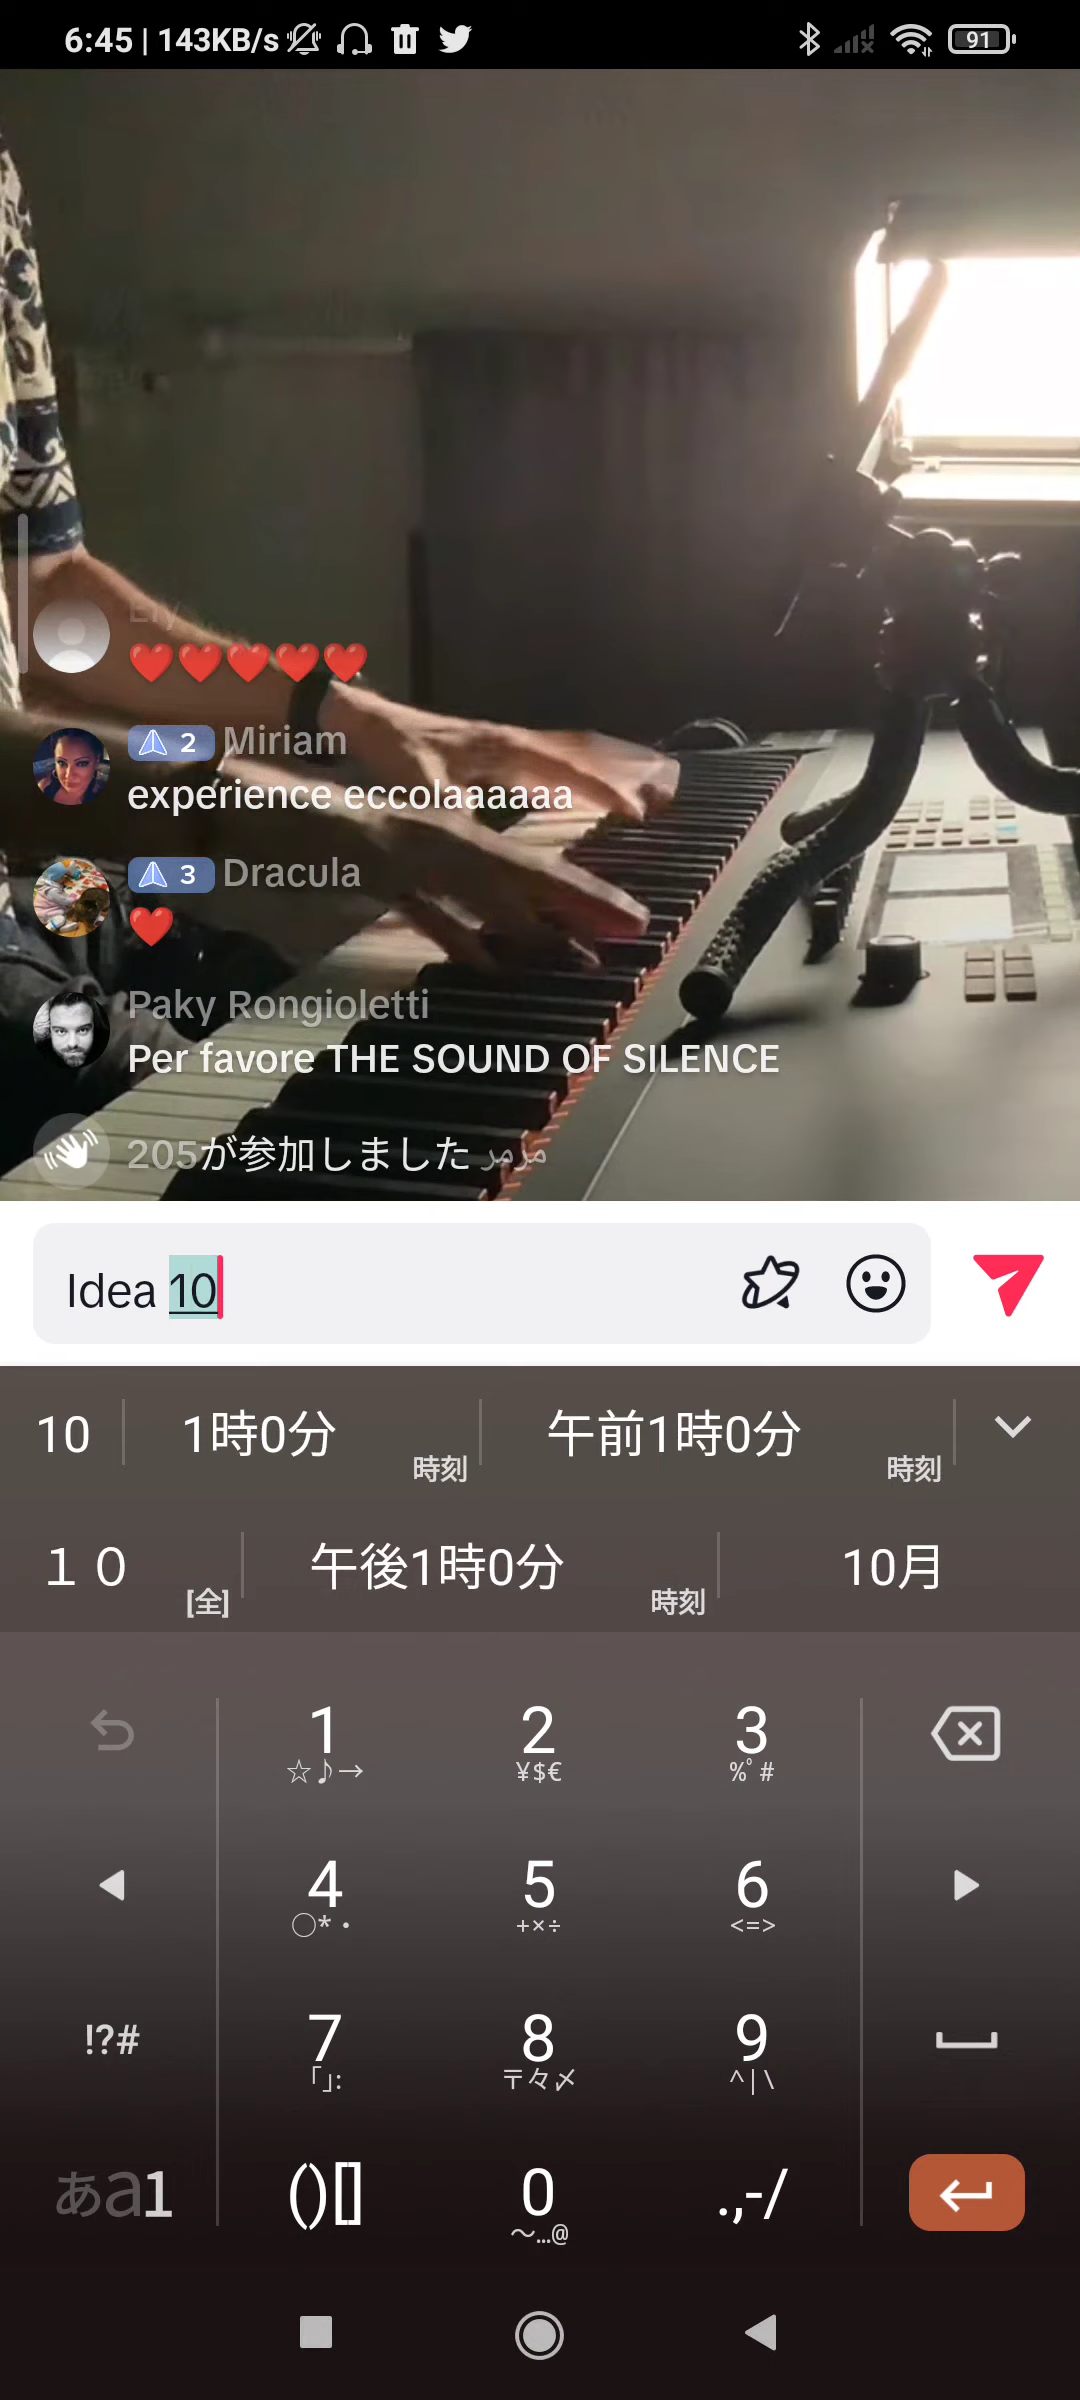 6:45 | 143KB/s
91
Ery
❤️❤️❤️❤️❤️
2 Miriam
experience eccolaaaaaa
3 Dracula
❤️
Paky Rongioletti
Per favore THE SOUND OF SILENCE
205が参加しました مرمر
Idea 10
10
1時0分
時刻
午前1時0分
時刻
１０
[全]
午後1時0分
時刻
10月
1
☆♪→
2
¥$€
3
%°#
4
○*・
5
+×÷
6
<=>
!?#
7
「」:
8
〒々〆
9
^|\
あa1
()[]
0
〜…@
.,-/